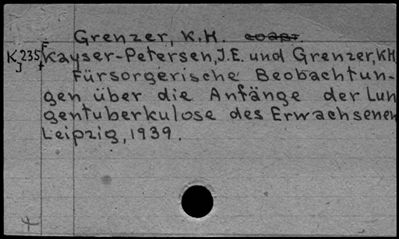 Grenzer, K.H.
K 235 Kayser-Petersen, J.E. und Grenzer, KH
Fürsorgerische Beobachtun-
gen über die Anfänge der Lun
gentuberkulose des Erwachsenen
Leipzig, 1939.